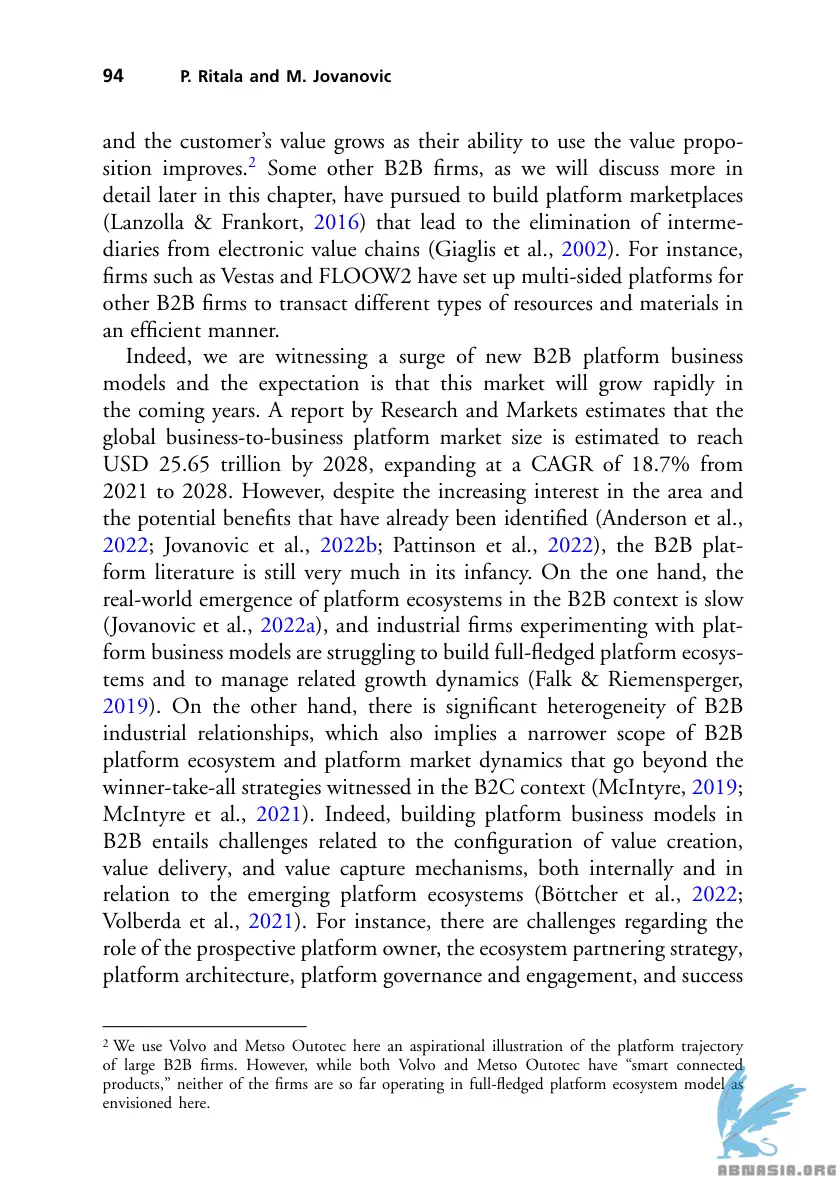 94 P. Ritala and M. Jovanovic
and the customer’s value grows as their ability to use the value propo-
sition improves.2 Some other B2B firms, as we will discuss more in
detail later in this chapter, have pursued to build platform marketplaces
(Lanzolla & Frankort, 2016) that lead to the elimination of interme-
diaries from electronic value chains (Giaglis et al., 2002). For instance,
firms such as Vestas and FLOOW2 have set up multi-sided platforms for
other B2B firms to transact different types of resources and materials in
an efficient manner.
Indeed, we are witnessing a surge of new B2B platform business
models and the expectation is that this market will grow rapidly in
the coming years. A report by Research and Markets estimates that the
global business-to-business platform market size is estimated to reach
USD 25.65 trillion by 2028, expanding at a CAGR of 18.7% from
2021 to 2028. However, despite the increasing interest in the area and
the potential benefits that have already been identified (Anderson et al.,
2022; Jovanovic et al., 2022b; Pattinson et al., 2022), the B2B plat-
form literature is still very much in its infancy. On the one hand, the
real-world emergence of platform ecosystems in the B2B context is slow
(Jovanovic et al., 2022a), and industrial firms experimenting with plat-
form business models are struggling to build full-fledged platform ecosys-
tems and to manage related growth dynamics (Falk & Riemensperger,
2019). On the other hand, there is significant heterogeneity of B2B
industrial relationships, which also implies a narrower scope of B2B
platform ecosystem and platform market dynamics that go beyond the
winner-take-all strategies witnessed in the B2C context (McIntyre, 2019;
McIntyre et al., 2021). Indeed, building platform business models in
B2B entails challenges related to the configuration of value creation,
value delivery, and value capture mechanisms, both internally and in
relation to the emerging platform ecosystems (Böttcher et al., 2022;
Volberda et al., 2021). For instance, there are challenges regarding the
role of the prospective platform owner, the ecosystem partnering strategy,
platform architecture, platform governance and engagement, and success
2 We use Volvo and Metso Outotec here an aspirational illustration of the platform trajectory
of large B2B firms. However, while both Volvo and Metso Outotec have “smart connected
products,” neither of the firms are so far operating in full-fledged platform ecosystem model as
envisioned here.
ABNASIA.ORG